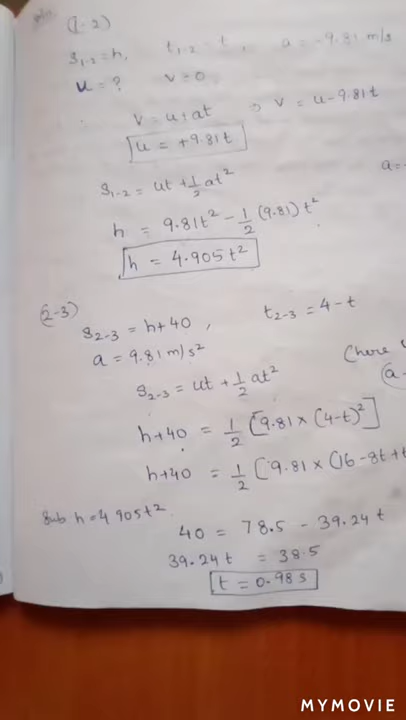 (1-2)
S₁₋₂ = h, t₁₋₂ = t, a = -9.81 m/s
u = ? v = 0
∴ v = u + at ⇒ v = u - 9.81t
u = +9.81t
S₁₋₂ = ut + 1/2 at²
a =
h = 9.81t² - 1/2 (9.81) t²
h = 4.905t²
(2-3)
S₂₋₃ = h+40, t₂₋₃ = 4-t
a = 9.81 m/s²
(here
S₂₋₃ = ut + 1/2 at²
h+40 = 1/2 [9.81 × (4-t)²]
h+40 = 1/2 [9.81 × (16 - 8t + t
Sub h = 4.905t²
40 = 78.5 - 39.24t
39.24t = 38.5
t = 0.98s
MYMOVIE